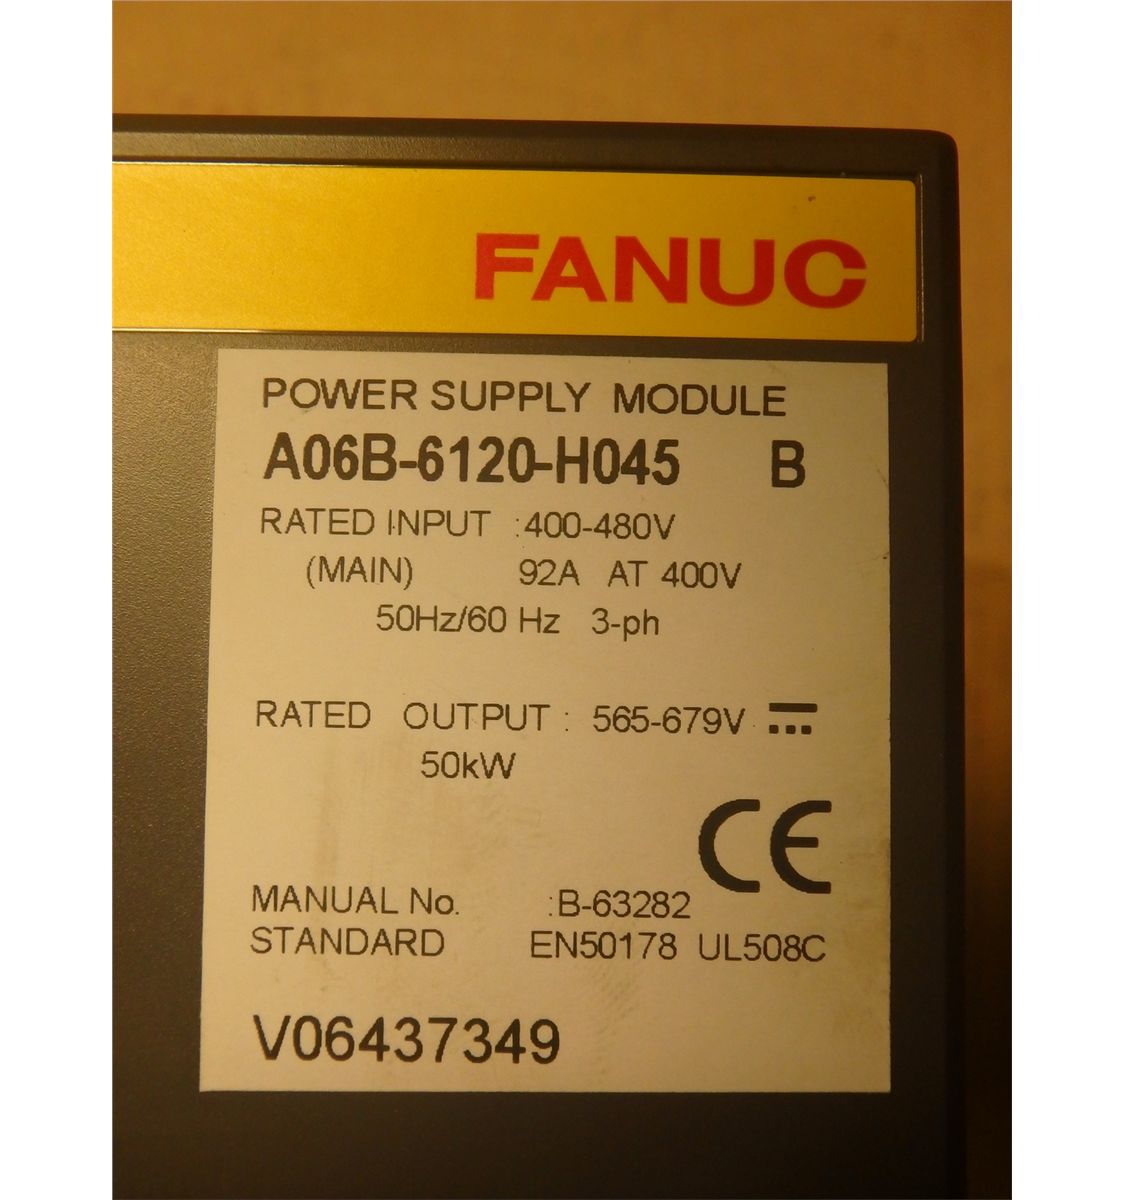 FANUC
POWER SUPPLY MODULE
A06B-6120-H045 B
RATED INPUT :400-480V
(MAIN) 92A AT 400V
50Hz/60 Hz 3-ph
RATED OUTPUT : 565-679V ⎓
50kW
CE
MANUAL No. :B-63282
STANDARD EN50178 UL508C
V06437349